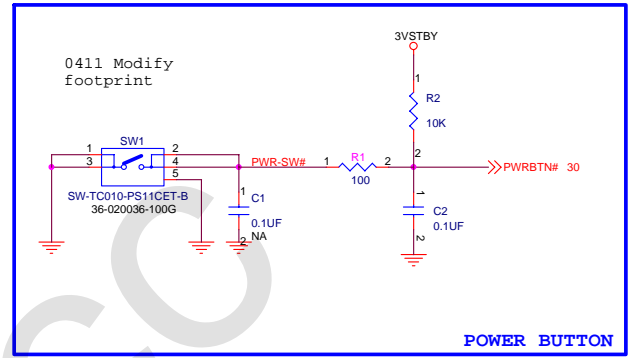 3VSTBY
0411 Modify
footprint
1
R2
10K
SW1
1 2
3 4
5
2
PWR-SW# 1 R1 2
100
PWRBTN# 30
SW-TC010-PS11CET-B
36-020036-100G
1 C1
0.1UF
NA
2
1
C2
0.1UF
2
POWER BUTTON